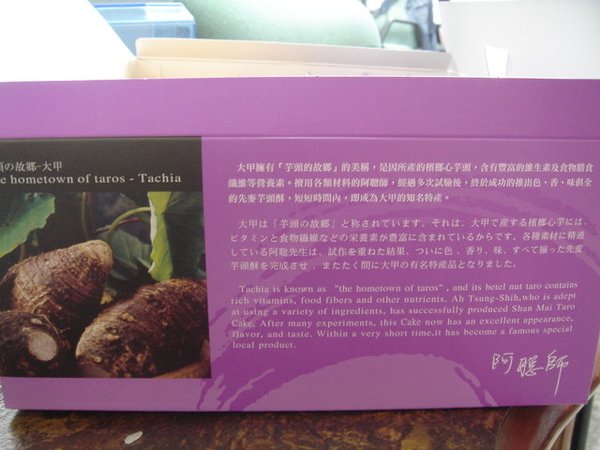 頭の故鄉-大甲
he hometown of taros - Tachia
大甲擁有「芋頭的故鄉」的美稱，是因所產的檳榔心芋頭，含有豐富的維生素及食物膳食
纖維等營養素。擅用各類材料的阿聰師，經過多次試驗後，終於成功的推出色、香、味俱全
的先麥芋頭酥，短短時間內，即成為大甲的知名特產。
大甲は「芋頭の故鄉」と称されています。それは、大甲で産する檳榔心芋には、
ビタミンと食物纖維などの栄養素が豐富に含まれているからです。各種素材に精通
している阿聰先生は、試作を重ねた結果、ついに色、香り、味、すべて揃った先麦
芋頭酥を完成させ、またたく間に大甲の有名特産品となりました。
Tachia is known as "the hometown of taros", and its betel nut taro contains
rich vitamins, food fibers and other nutrients. Ah Tsung-Shih,who is adept
at using a variety of ingredients, has successfully produced Shan Mai Taro
Cake. After many experiments, this Cake now has an excellent appearance,
flavor, and taste. Within a very short time,it has become a famous special
local product.
阿聰師